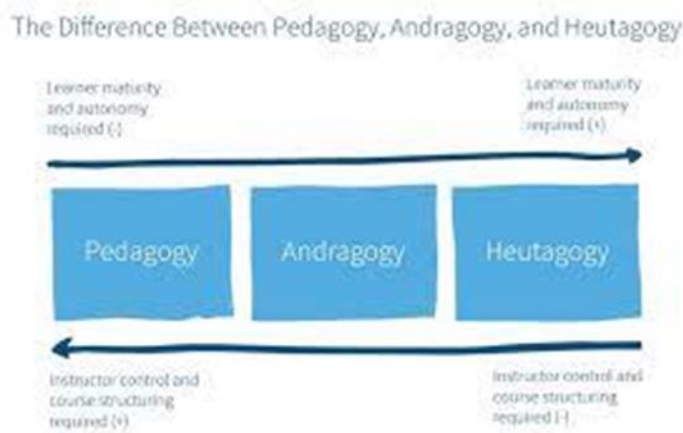 The Difference Between Pedagogy, Andragogy, and Heutagogy
Learner maturity
and autonomy
required (-)
Learner maturity
and autonomy
required (+)
Pedagogy
Andragogy
Heutagogy
Instructor control and
course structuring
required (+)
Instructor control and
course structuring
required (-)